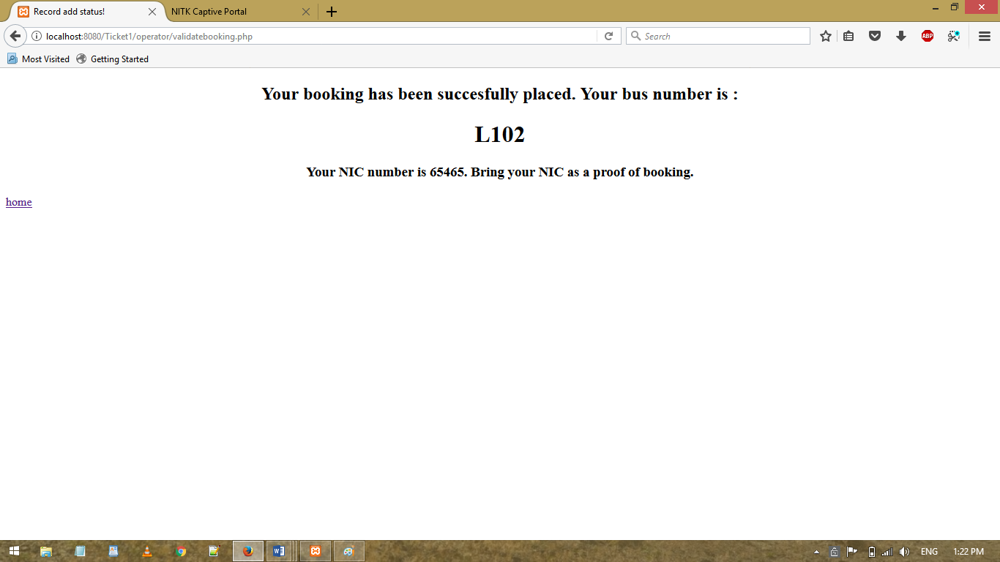 Record add status!
NITK Captive Portal
localhost:8080/Ticket1/operator/validatebooking.php
Search
ABP
Most Visited
Getting Started
Your booking has been succesfully placed. Your bus number is :
L102
Your NIC number is 65465. Bring your NIC as a proof of booking.
home
ENG
1:22 PM